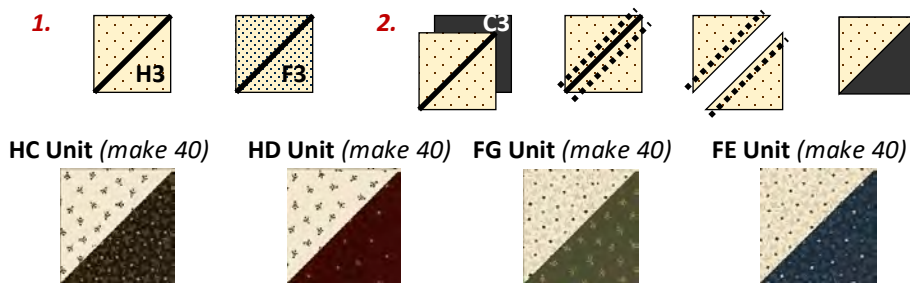 1. H3 F3 2. C3
HC Unit (make 40) HD Unit (make 40) FG Unit (make 40) FE Unit (make 40)